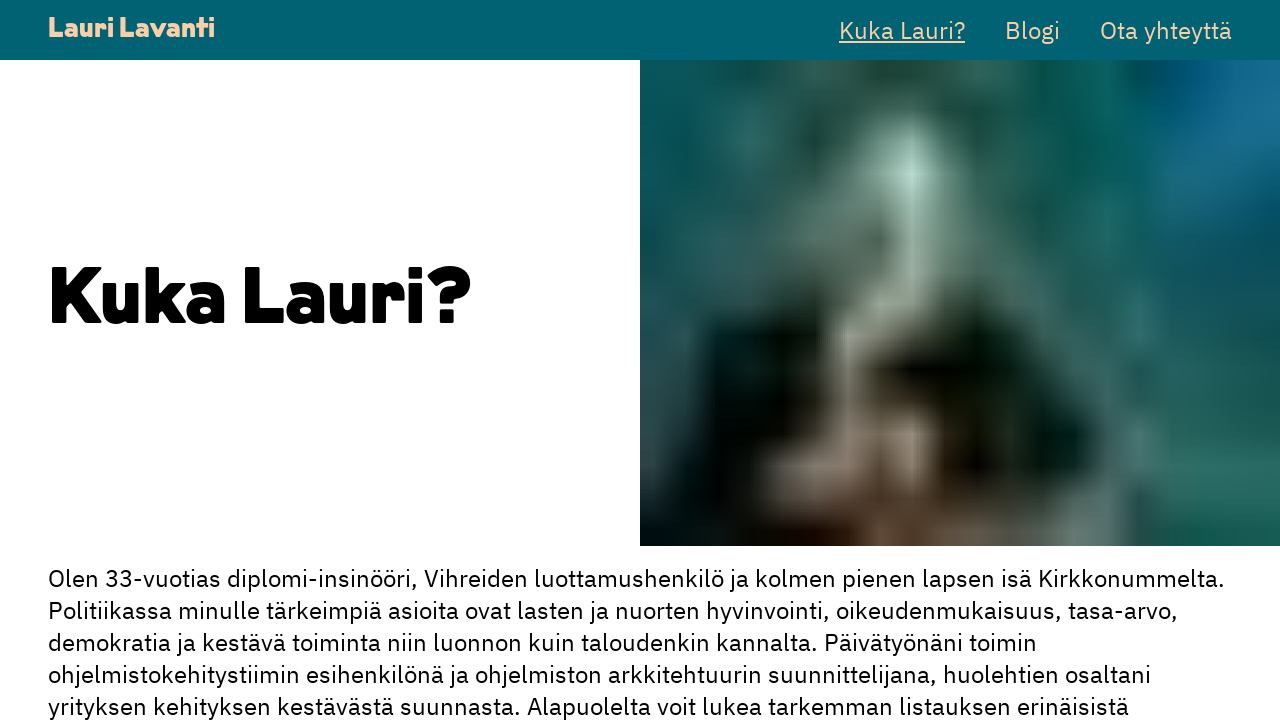 Lauri Lavanti
Kuka Lauri?
Blogi
Ota yhteyttä
Kuka Lauri?
Olen 33-vuotias diplomi-insinööri, Vihreiden luottamushenkilö ja kolmen pienen lapsen isä Kirkkonummelta.
Politiikassa minulle tärkeimpiä asioita ovat lasten ja nuorten hyvinvointi, oikeudenmukaisuus, tasa-arvo,
demokratia ja kestävä toiminta niin luonnon kuin taloudenkin kannalta. Päivätyönäni toimin
ohjelmistokehitystiimin esihenkilönä ja ohjelmiston arkkitehtuurin suunnittelijana, huolehtien osaltani
yrityksen kehityksen kestävästä suunnasta. Alapuolelta voit lukea tarkemman listauksen erinäisistä